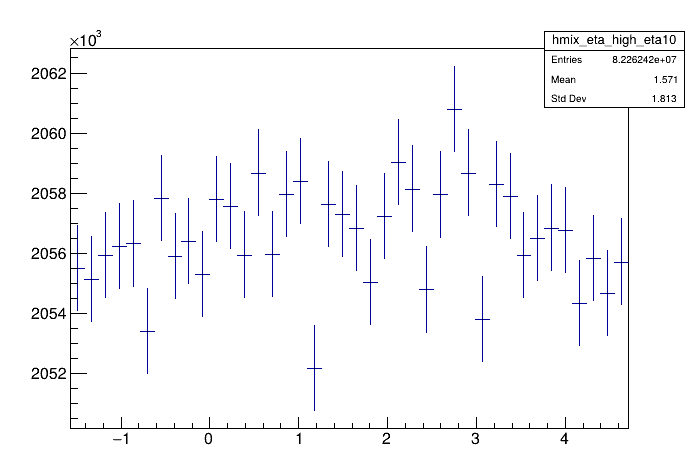 ×10³
hmix_eta_high_eta10
Entries 8.226242e+07
Mean 1.571
Std Dev 1.813
2062
2060
2058
2056
2054
2052
−1 0 1 2 3 4